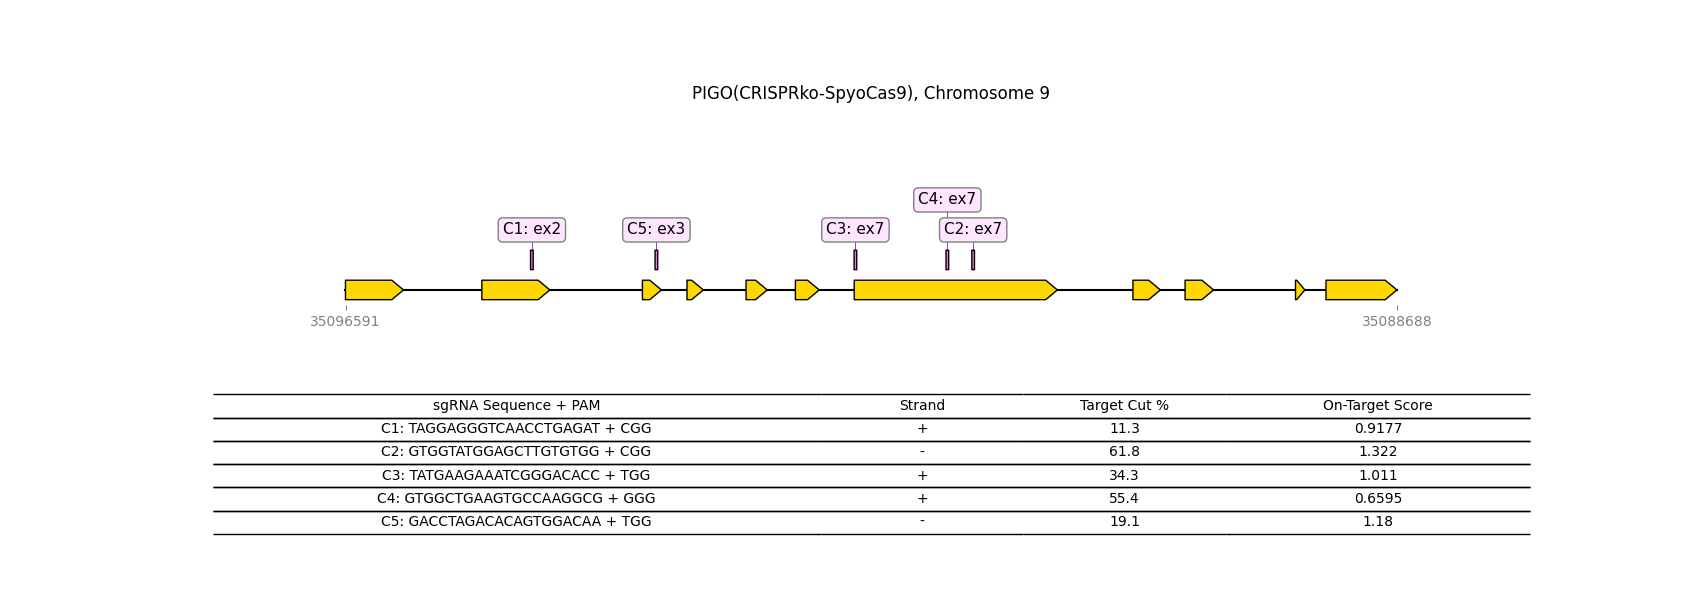 PIGO(CRISPRko-SpyoCas9), Chromosome 9
C4: ex7
C1: ex2 C5: ex3 C3: ex7 C2: ex7
35096591 35088688
sgRNA Sequence + PAM Strand Target Cut % On-Target Score
C1: TAGGAGGGTCAACCTGAGAT + CGG + 11.3 0.9177
C2: GTGGTATGGAGCTTGTGTGG + CGG - 61.8 1.322
C3: TATGAAGAAATCGGGACACC + TGG + 34.3 1.011
C4: GTGGCTGAAGTGCCAAGGCG + GGG + 55.4 0.6595
C5: GACCTAGACACAGTGGACAA + TGG - 19.1 1.18